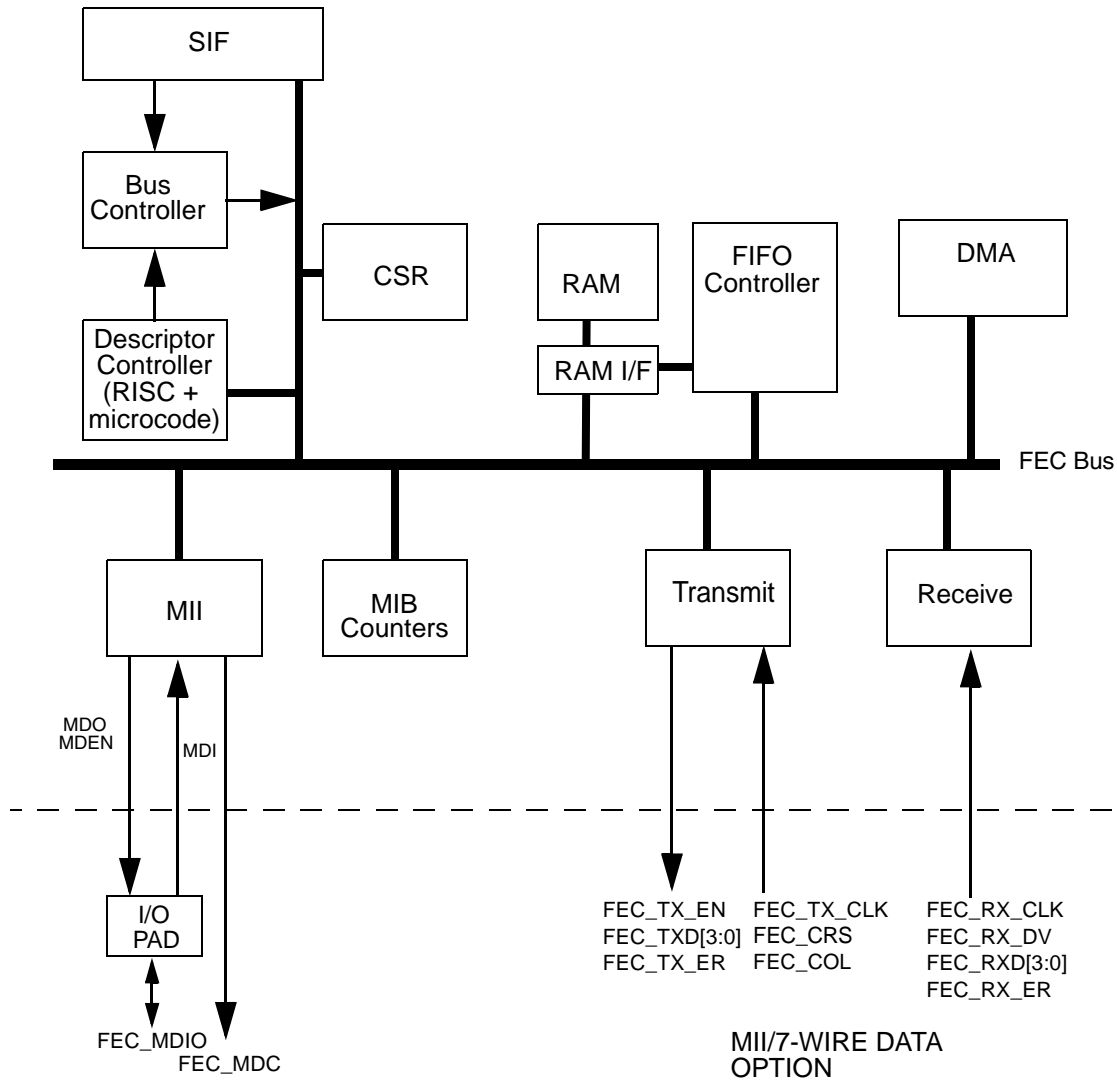 SIF
Bus
Controller
CSR
RAM
FIFO
Controller
DMA
Descriptor
Controller
(RISC +
microcode)
RAM I/F
FEC Bus
MII
MIB
Counters
Transmit
Receive
MDO
MDEN
MDI
I/O
PAD
FEC_MDIO
FEC_MDC
FEC_TX_EN
FEC_TXD[3:0]
FEC_TX_ER
FEC_TX_CLK
FEC_CRS
FEC_COL
FEC_RX_CLK
FEC_RX_DV
FEC_RXD[3:0]
FEC_RX_ER
MII/7-WIRE DATA
OPTION